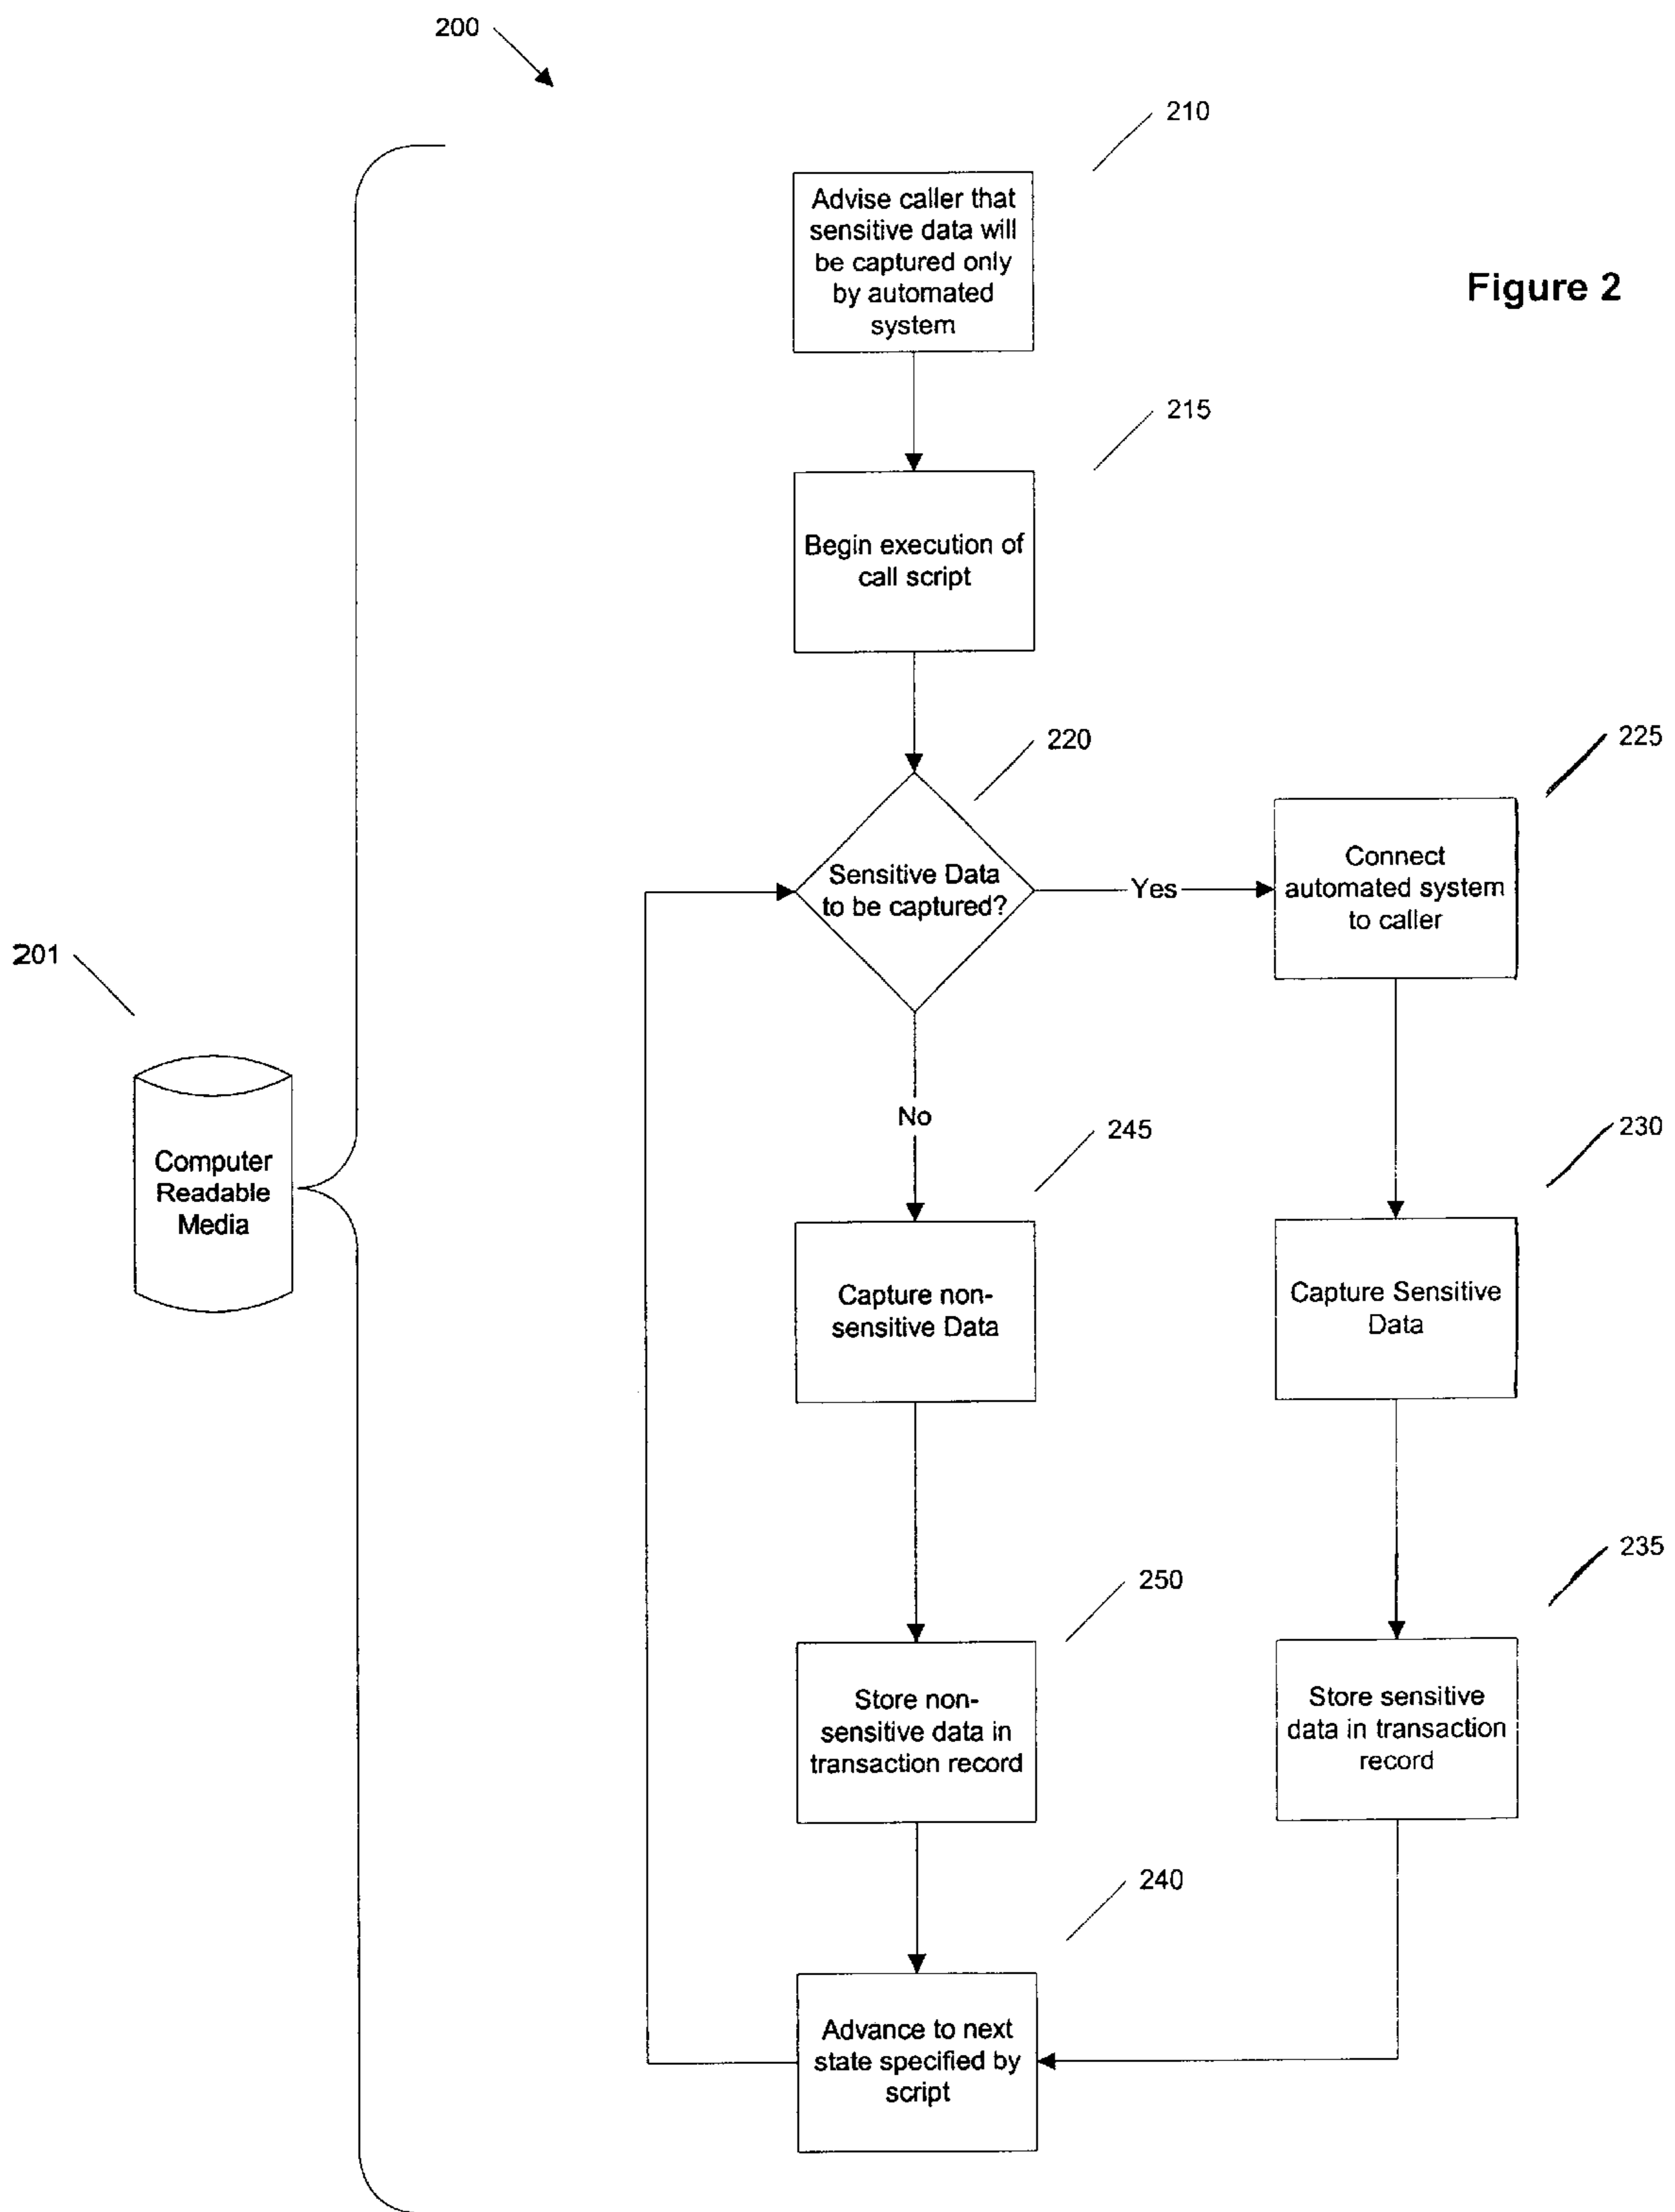 200
210
Advise caller that
sensitive data will
be captured only
by automated
system
Figure 2
215
Begin execution of
call script
220
Sensitive Data
to be captured?
Yes
225
Connect
automated system
to caller
201
Computer
Readable
Media
No
245
Capture non-
sensitive Data
230
Capture Sensitive
Data
250
Store non-
sensitive data in
transaction record
235
Store sensitive
data in transaction
record
240
Advance to next
state specified by
script